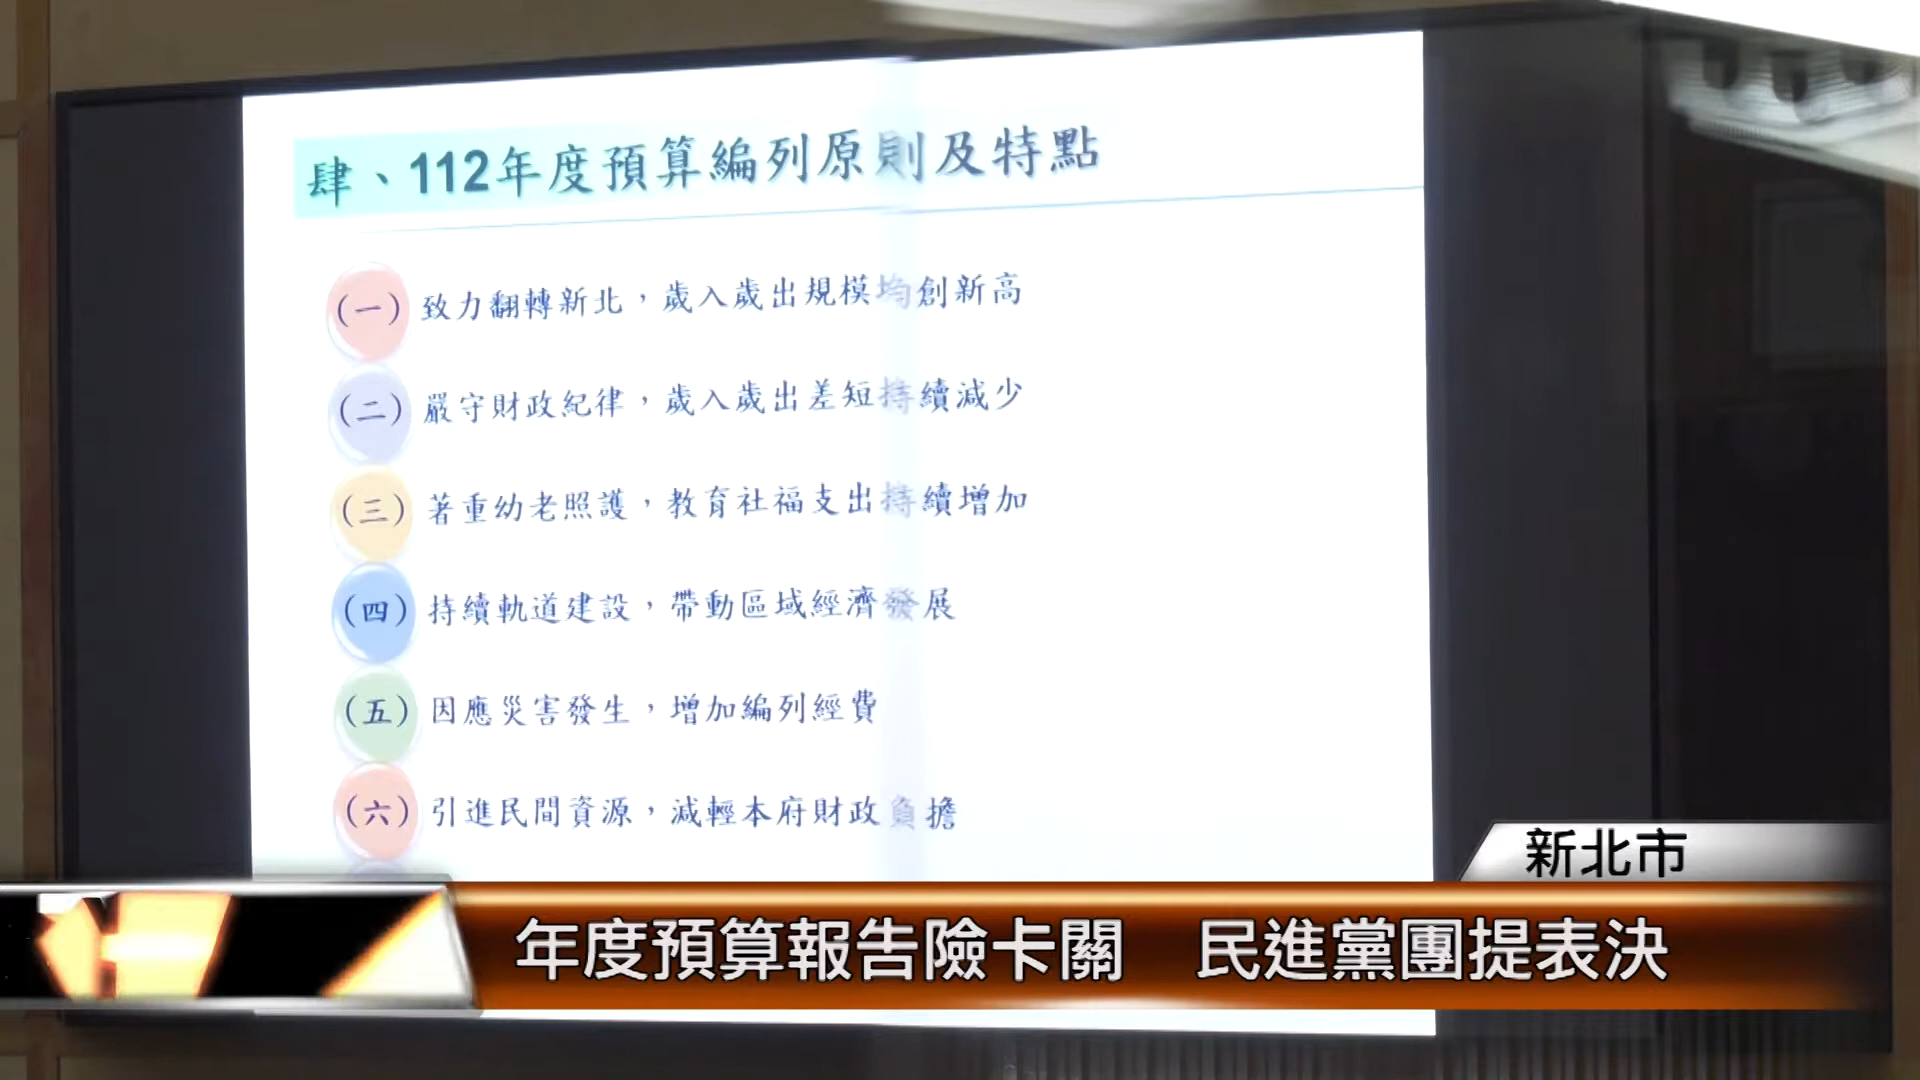 肆、112年度預算編列原則及特點
(一) 致力翻轉新北，歲入歲出規模均創新高
(二) 嚴守財政紀律，歲入歲出差短持續減少
(三) 著重幼老照護，教育社福支出持續增加
(四) 持續軌道建設，帶動區域經濟發展
(五) 因應災害發生，增加編列經費
(六) 引進民間資源，減輕本府財政負擔
新北市
年度預算報告險卡關 民進黨團提表決